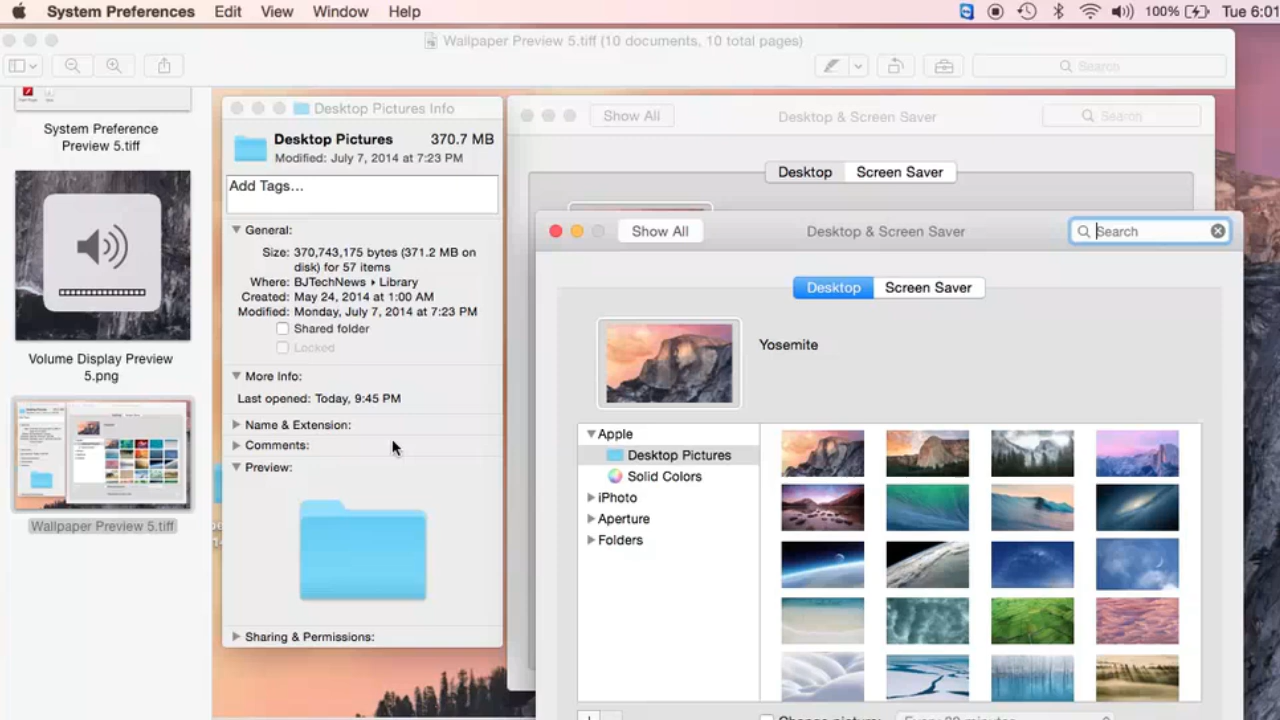 System Preferences Edit View Window Help 100% Tue 6:01
Wallpaper Preview 5.tiff (10 documents, 10 total pages)
Search
System Preference
Preview 5.tiff
Volume Display Preview
5.png
Wallpaper Preview 5.tiff
Desktop Pictures Info
Desktop Pictures 370.7 MB
Modified: July 7, 2014 at 7:23 PM
Add Tags...
General:
Size: 370,743,175 bytes (371.2 MB on
disk) for 57 items
Where: BJTechNews ▸ Library
Created: May 24, 2014 at 1:00 AM
Modified: Monday, July 7, 2014 at 7:23 PM
Shared folder
Locked
More Info:
Last opened: Today, 9:45 PM
Name & Extension:
Comments:
Preview:
Sharing & Permissions:
Show All Desktop & Screen Saver Search
Desktop Screen Saver
Show All Desktop & Screen Saver Search
Desktop Screen Saver
Yosemite
Apple
Desktop Pictures
Solid Colors
iPhoto
Aperture
Folders
Change picture: Every 30 minutes